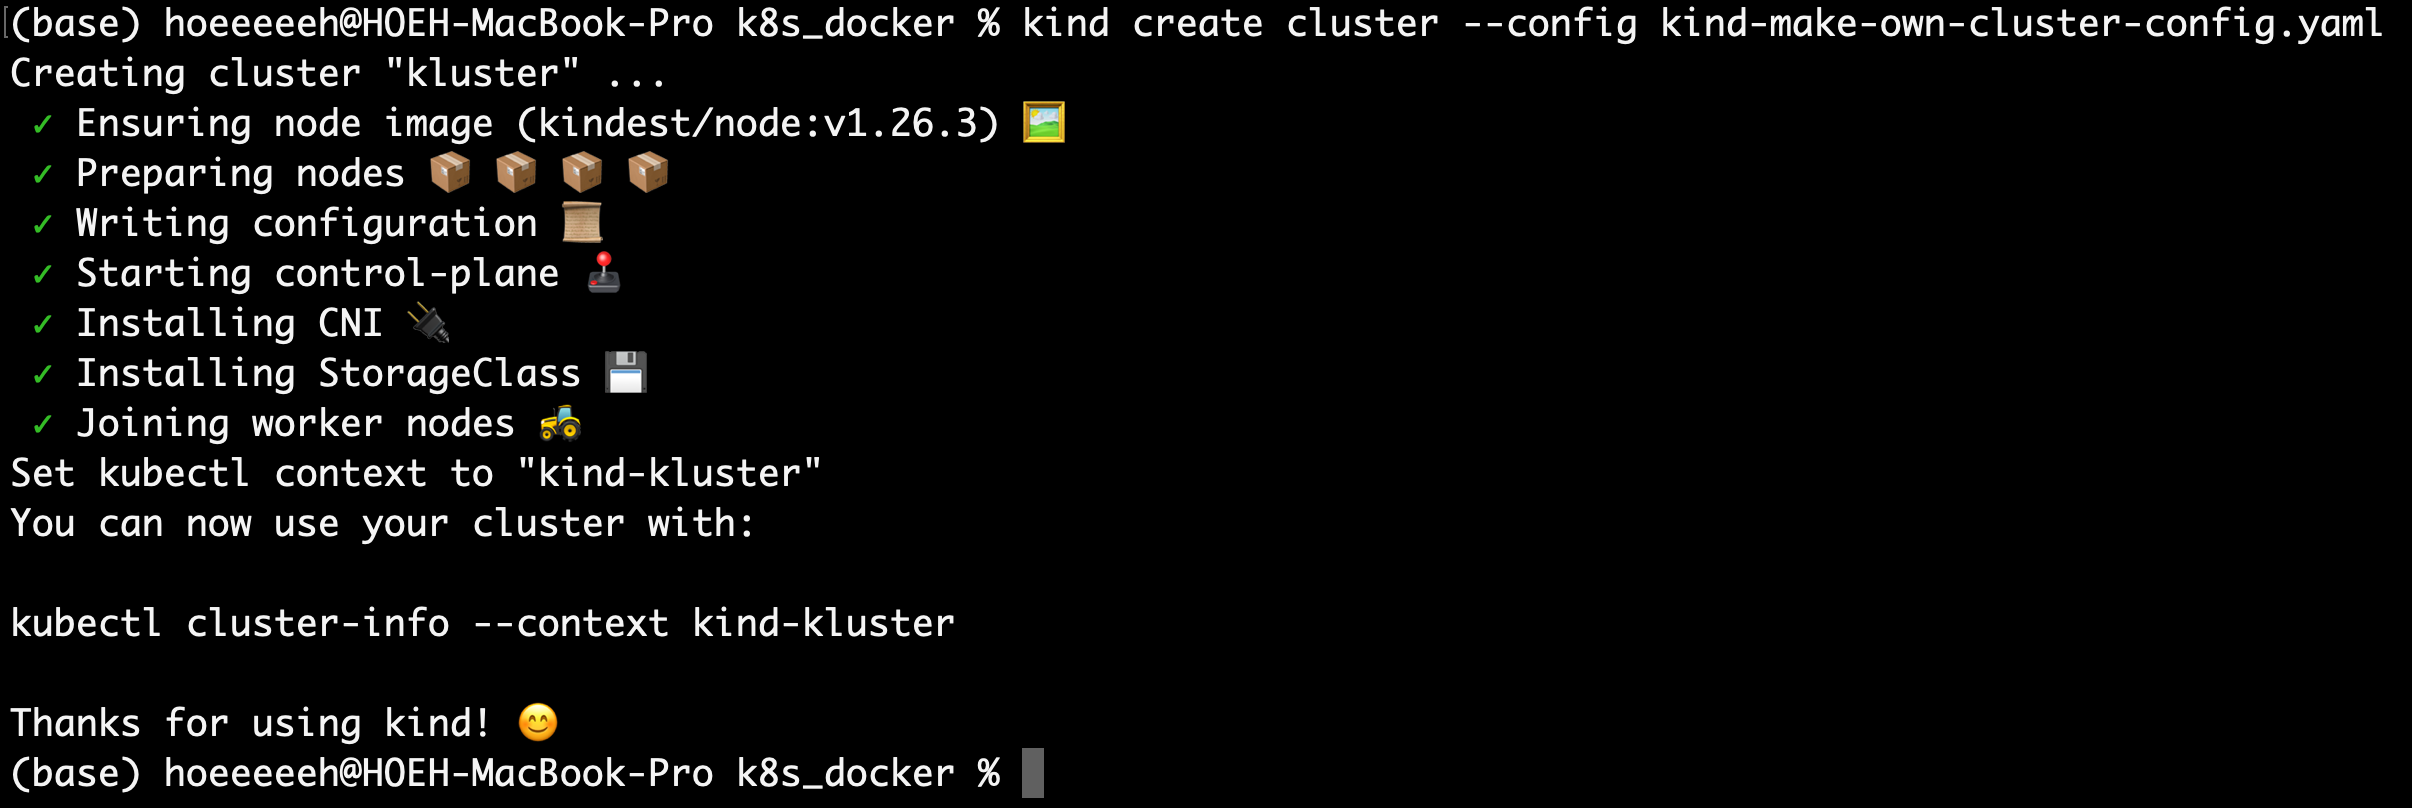 (base) hoeeeeeh@HOEH-MacBook-Pro k8s_docker % kind create cluster --config kind-make-own-cluster-config.yaml
Creating cluster "kluster" ...
✓ Ensuring node image (kindest/node:v1.26.3) 🖼
✓ Preparing nodes 📦 📦 📦 📦
✓ Writing configuration 📜
✓ Starting control-plane 🕹️
✓ Installing CNI 🔌
✓ Installing StorageClass 💾
✓ Joining worker nodes 🚜
Set kubectl context to "kind-kluster"
You can now use your cluster with:
kubectl cluster-info --context kind-kluster
Thanks for using kind! 😊
(base) hoeeeeeh@HOEH-MacBook-Pro k8s_docker %